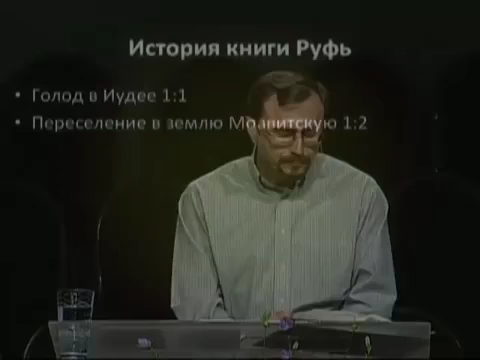 История книги Руфь
• Голод в Иудее 1:1
• Переселение в землю Моавитскую 1:2